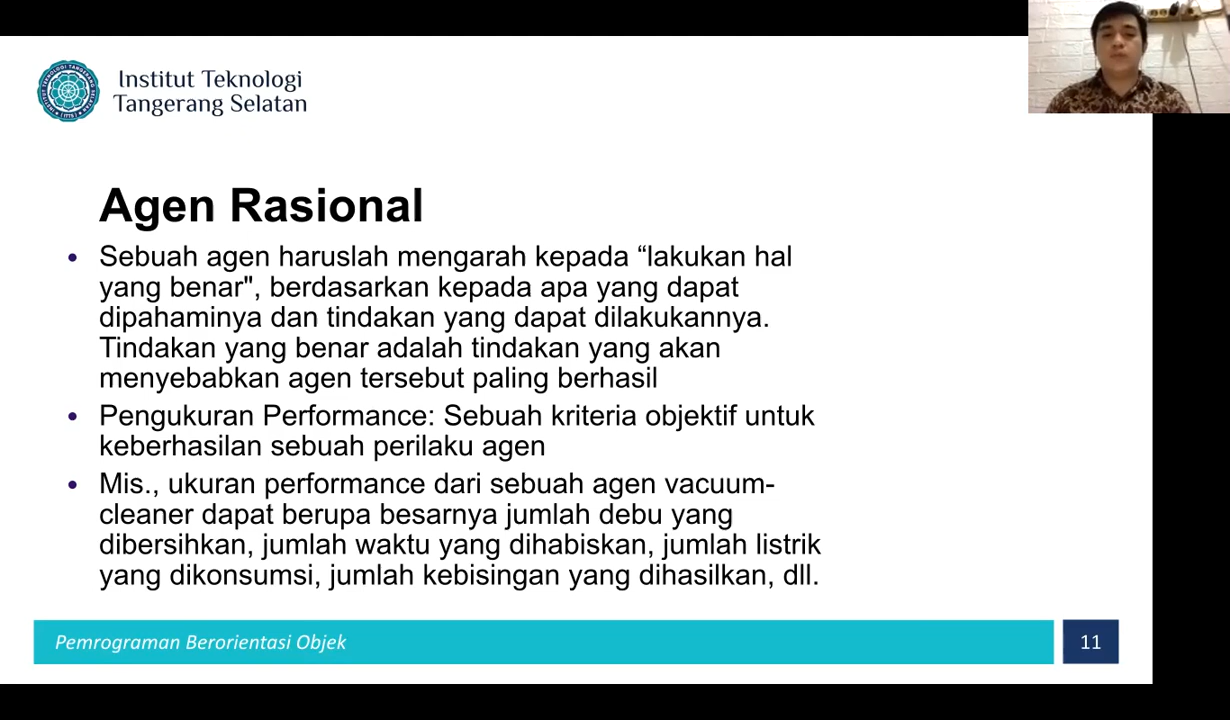 Institut Teknologi
Tangerang Selatan
Agen Rasional
• Sebuah agen haruslah mengarah kepada “lakukan hal
yang benar", berdasarkan kepada apa yang dapat
dipahaminya dan tindakan yang dapat dilakukannya.
Tindakan yang benar adalah tindakan yang akan
menyebabkan agen tersebut paling berhasil
• Pengukuran Performance: Sebuah kriteria objektif untuk
keberhasilan sebuah perilaku agen
• Mis., ukuran performance dari sebuah agen vacuum-
cleaner dapat berupa besarnya jumlah debu yang
dibersihkan, jumlah waktu yang dihabiskan, jumlah listrik
yang dikonsumsi, jumlah kebisingan yang dihasilkan, dll.
Pemrograman Berorientasi Objek
11